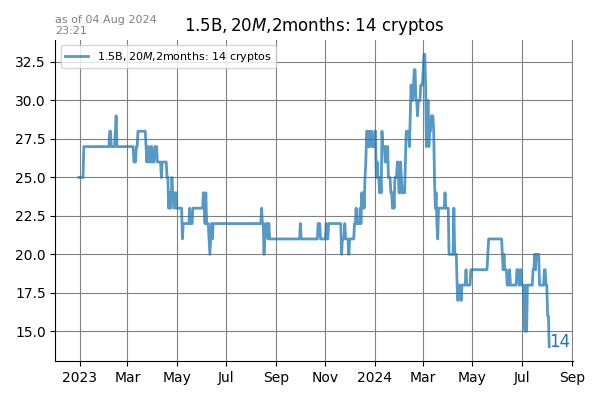 as of 04 Aug 2024
23:21
1.5B, 20M,2months: 14 cryptos
1.5B, 20M,2months: 14 cryptos
32.5
30.0
27.5
25.0
22.5
20.0
17.5
15.0
14
2023 Mar May Jul Sep Nov 2024 Mar May Jul Sep